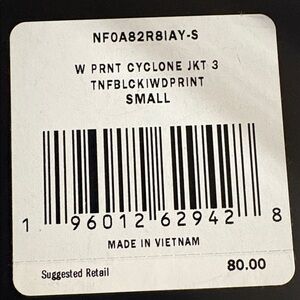 NF0A82R8IAY-S
W PRNT CYCLONE JKT 3
TNFBLCKIWDPRINT
SMALL
1 96012 62942 8
MADE IN VIETNAM
Suggested Retail 80.00